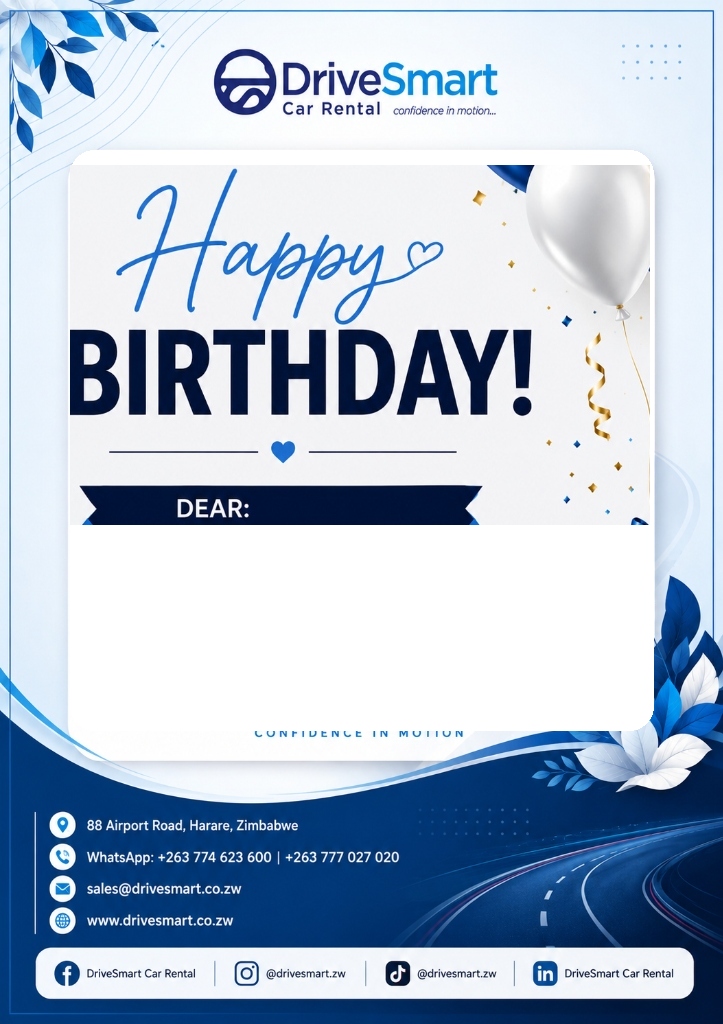 DriveSmart
Car Rental confidence in motion...
Happy
BIRTHDAY!
DEAR:
CONFIDENCE IN MOTION
88 Airport Road, Harare, Zimbabwe
WhatsApp: +263 774 623 600 | +263 777 027 020
sales@drivesmart.co.zw
www.drivesmart.co.zw
DriveSmart Car Rental | @drivesmart.zw | @drivesmart.zw | DriveSmart Car Rental